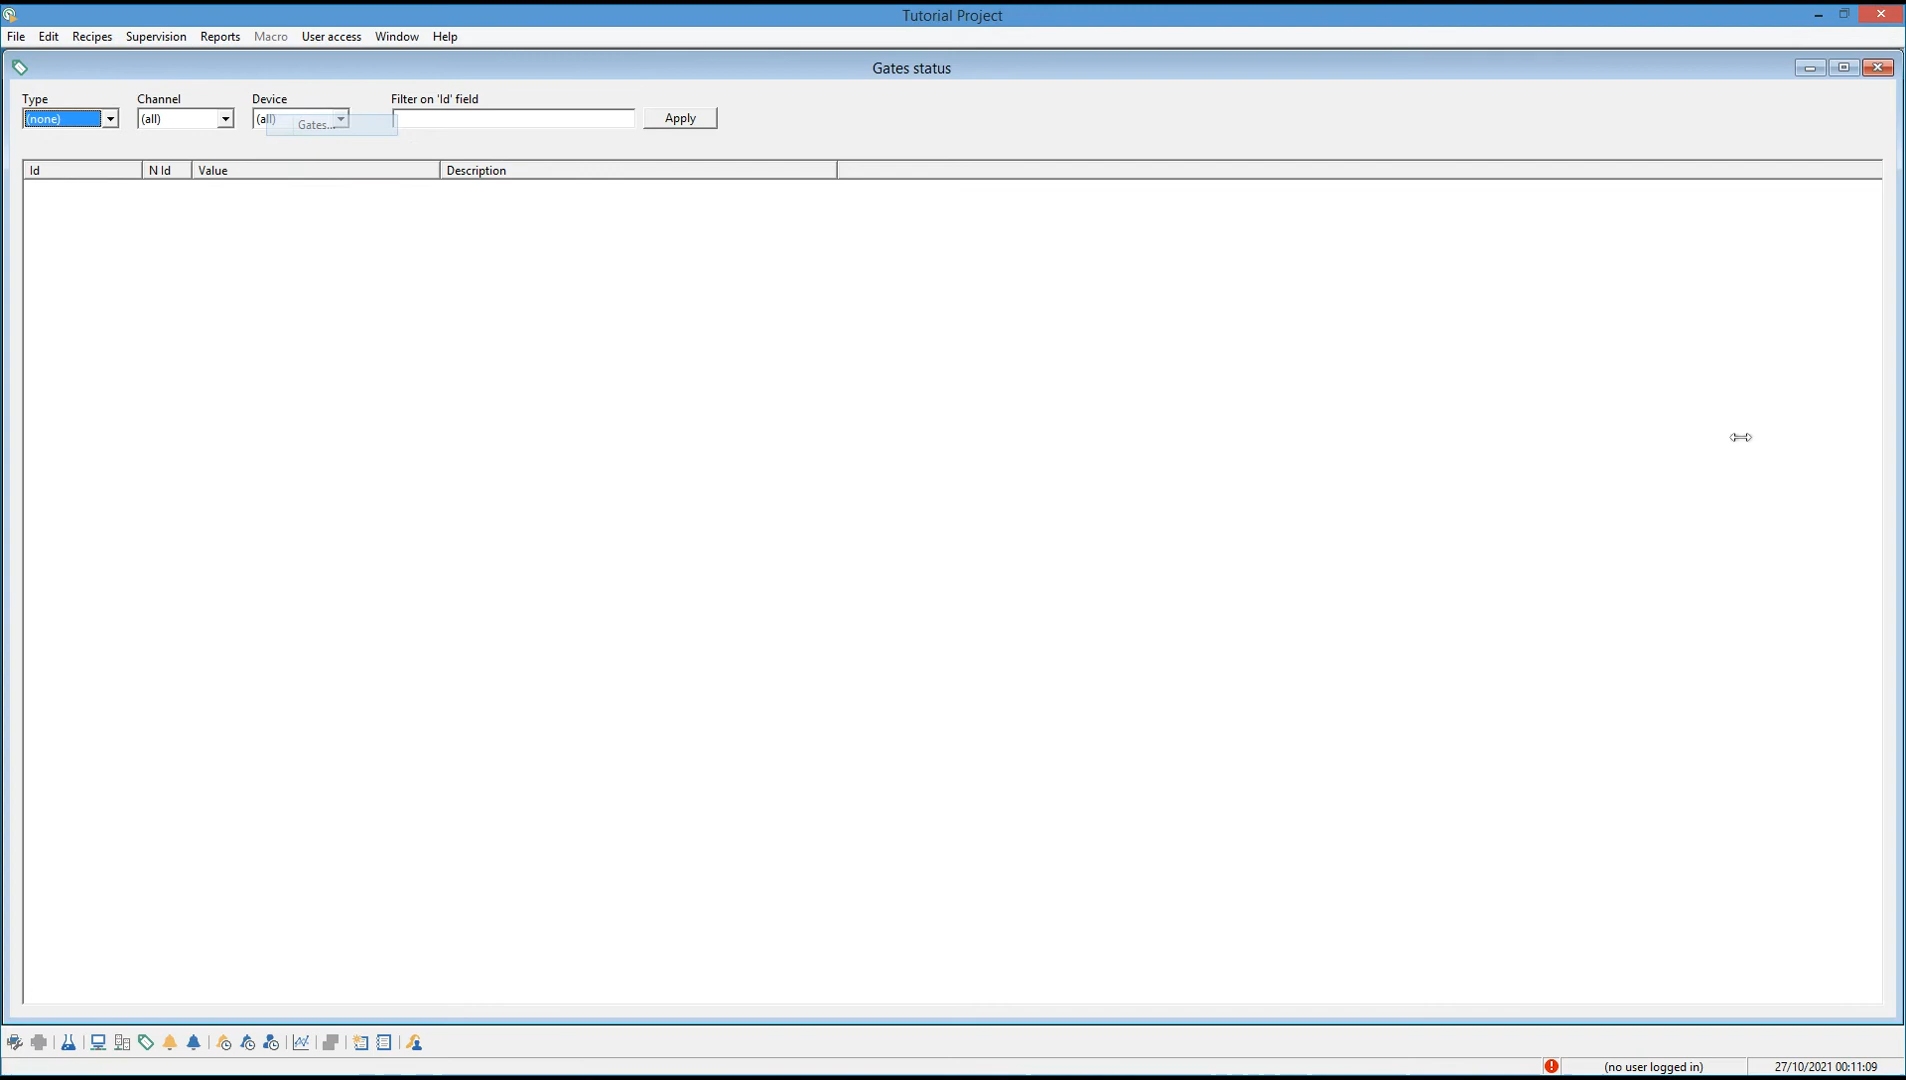 Tutorial Project
File Edit Recipes Supervision Reports Macro User access Window Help
Gates status
Type Channel Device Filter on 'Id' field
(none) (all) (all) Gates... Apply
Id N Id Value Description
(no user logged in) 27/10/2021 00:11:09